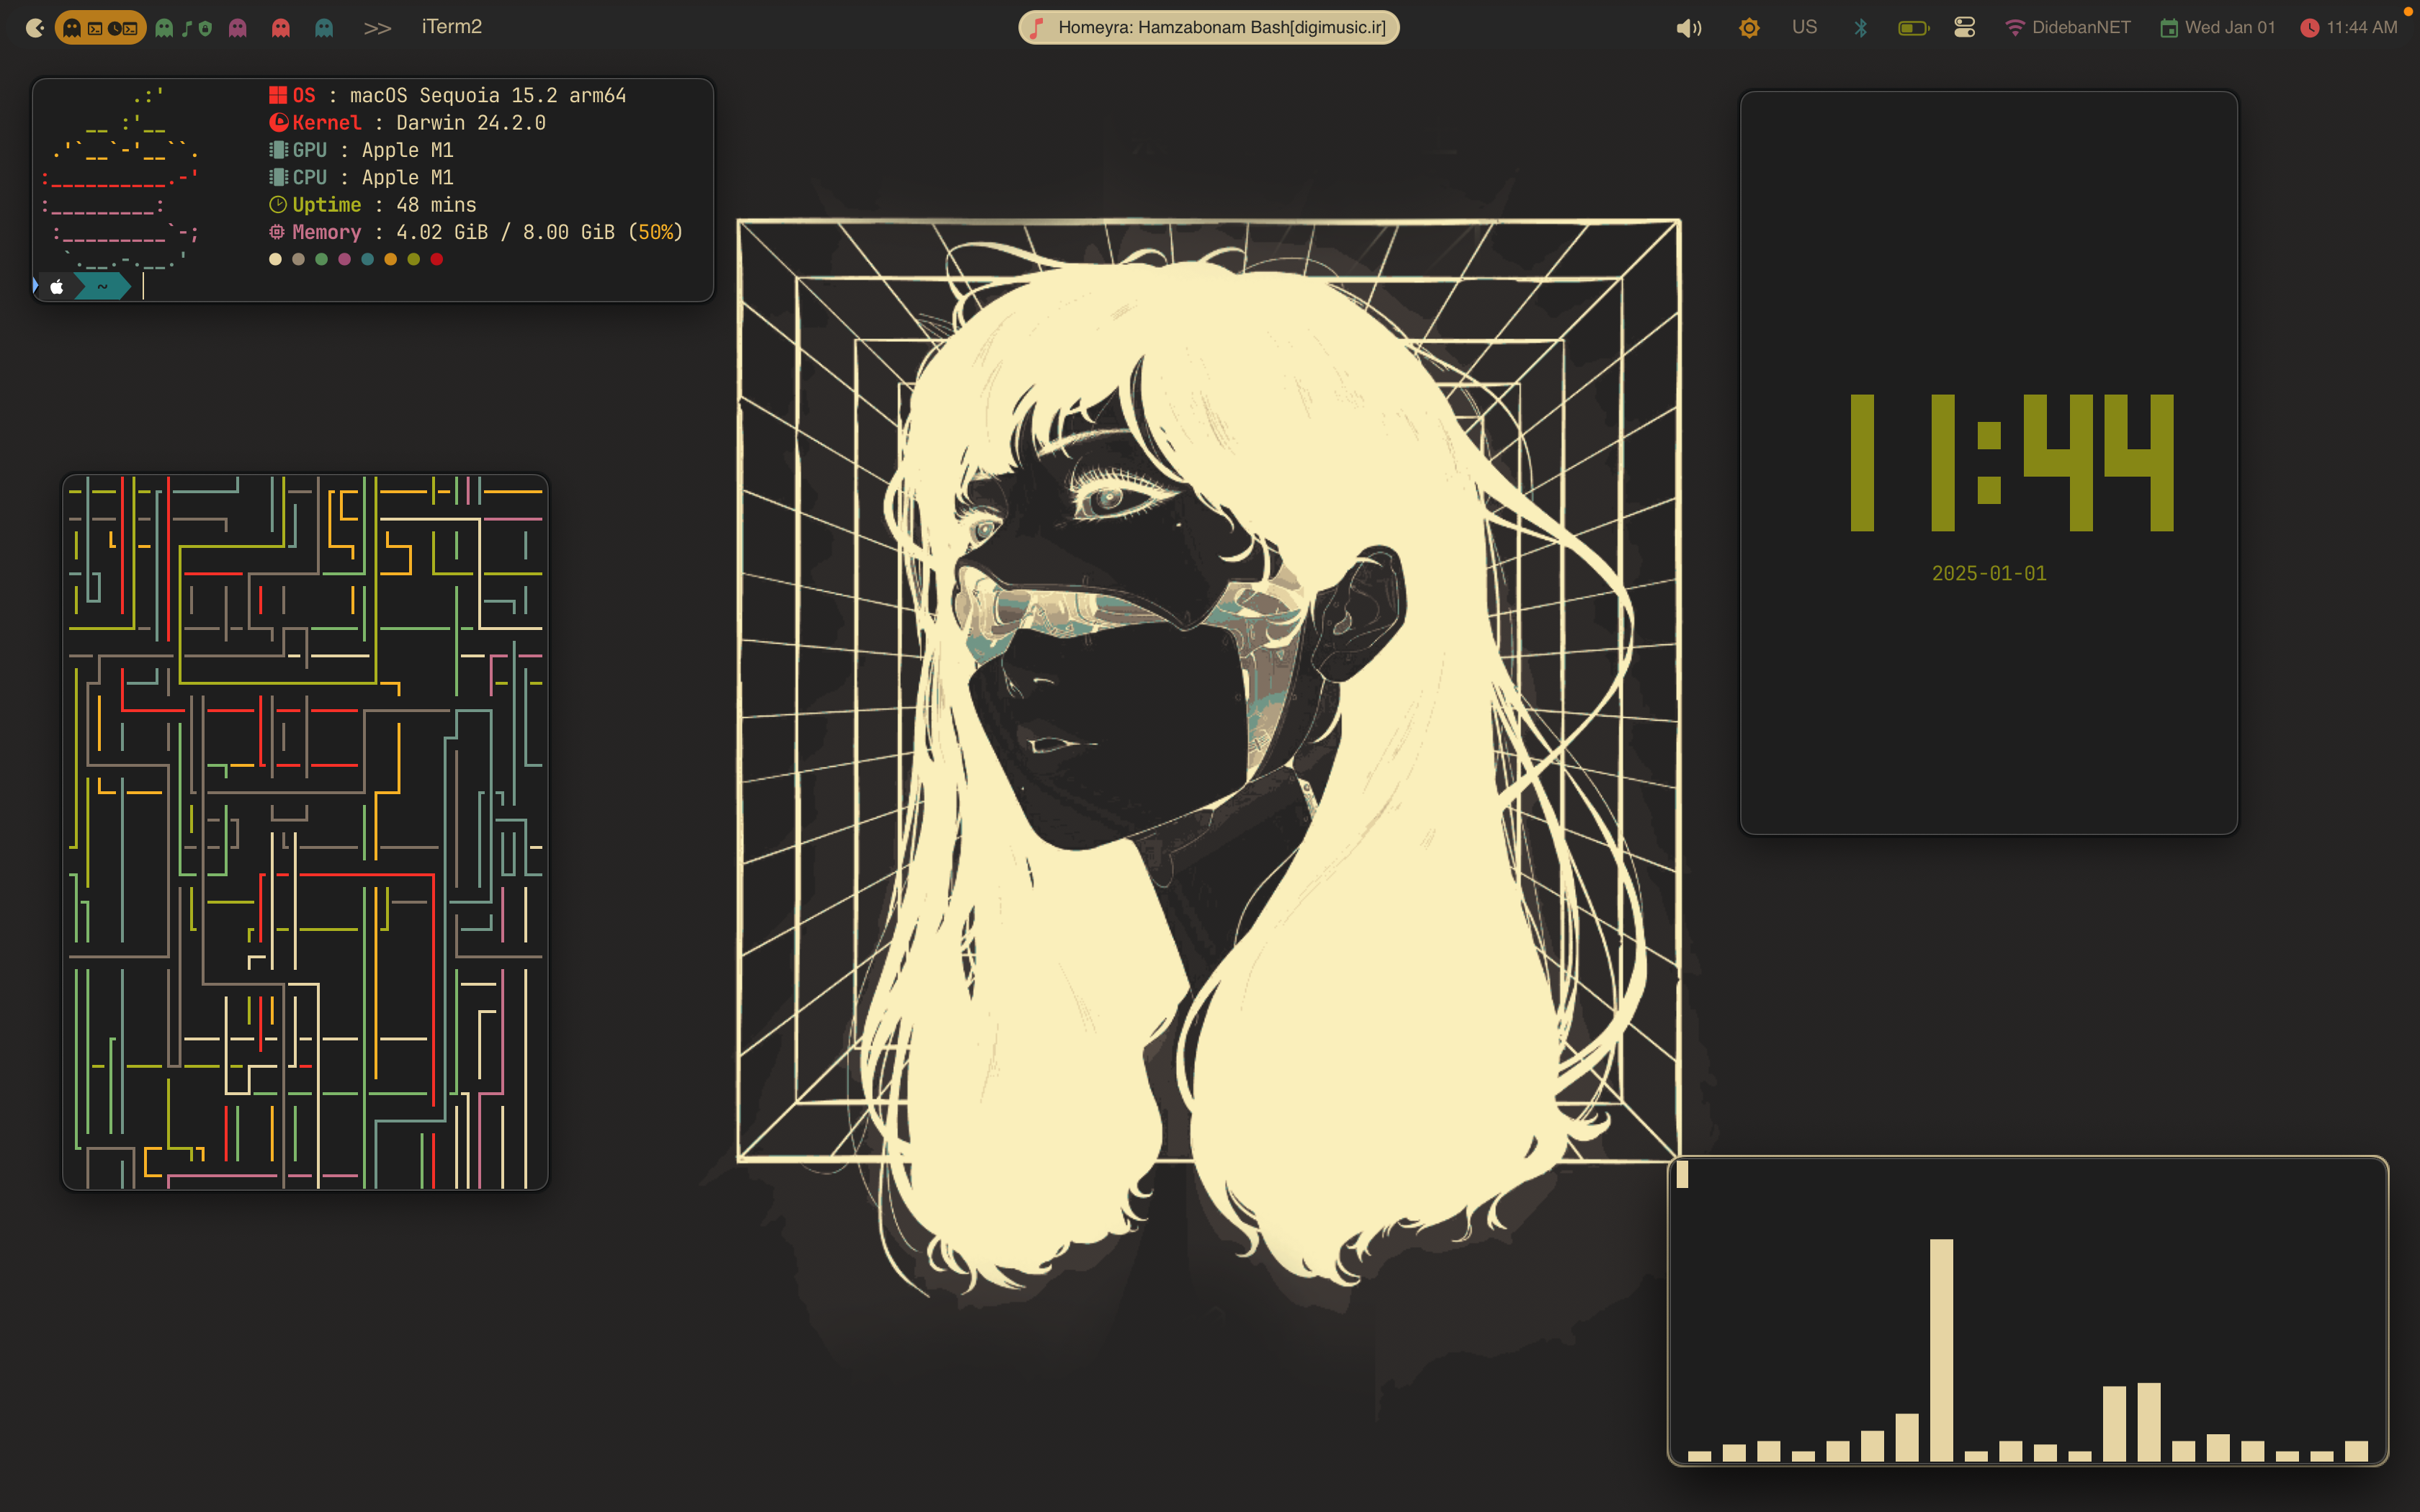 >> iTerm2
Homeyra: Hamzabonam Bash[digimusic.ir]
US
DidebanNET
Wed Jan 01
11:44 AM
OS : macOS Sequoia 15.2 arm64
Kernel : Darwin 24.2.0
GPU : Apple M1
CPU : Apple M1
Uptime : 48 mins
Memory : 4.02 GiB / 8.00 GiB (50%)
~
11:44
2025-01-01